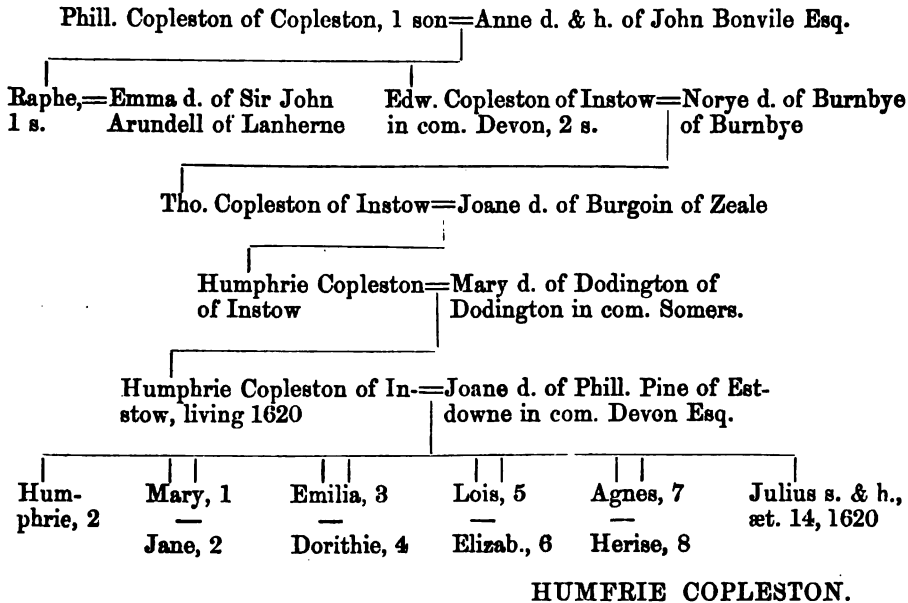 Phill. Copleston of Copleston, 1 son=Anne d. & h. of John Bonvile Esq.
Raphe,=Emma d. of Sir John
1 s. Arundell of Lanherne
Edw. Copleston of Instow=Norye d. of Burnbye
in com. Devon, 2 s. of Burnbye
Tho. Copleston of Instow=Joane d. of Burgoin of Zeale
Humphrie Copleston=Mary d. of Dodington of
of Instow Dodington in com. Somers.
Humphrie Copleston of In-=Joane d. of Phill. Pine of Est-
stow, living 1620 downe in com. Devon Esq.
Hum-
phrie, 2
Mary, 1
Jane, 2
Emilia, 3
Dorithie, 4
Lois, 5
Elizab., 6
Agnes, 7
Herise, 8
Julius s. & h.,
æt. 14, 1620
HUMFRIE COPLESTON.